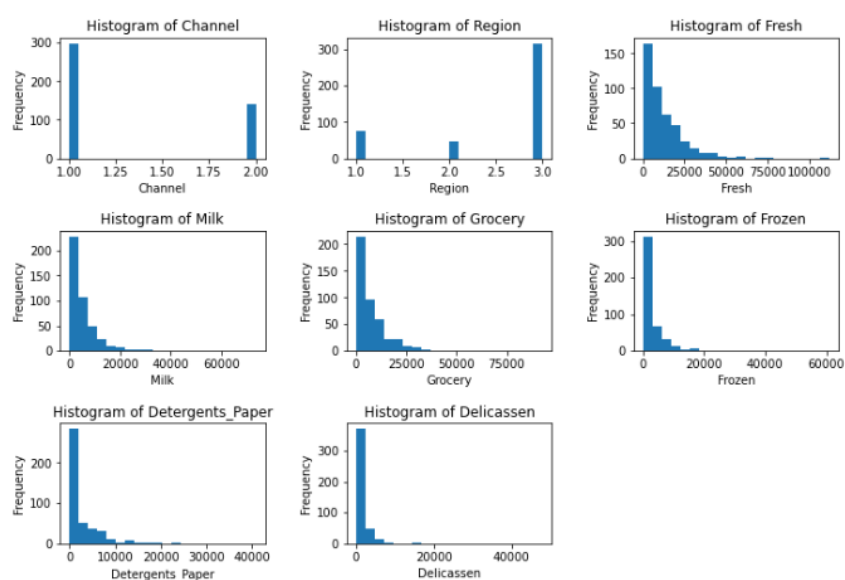 Histogram of Channel
300
200
100
0
Frequency
1.00 1.25 1.50 1.75 2.00
Channel
Histogram of Region
300
200
100
0
Frequency
1.0 1.5 2.0 2.5 3.0
Region
Histogram of Fresh
150
100
50
0
Frequency
0 25000 50000 75000 100000
Fresh
Histogram of Milk
200
150
100
50
0
Frequency
0 20000 40000 60000
Milk
Histogram of Grocery
200
150
100
50
0
Frequency
0 25000 50000 75000
Grocery
Histogram of Frozen
300
200
100
0
Frequency
0 20000 40000 60000
Frozen
Histogram of Detergents_Paper
200
100
0
Frequency
0 10000 20000 30000 40000
Detergents_Paper
Histogram of Delicassen
300
200
100
0
Frequency
0 20000 40000
Delicassen